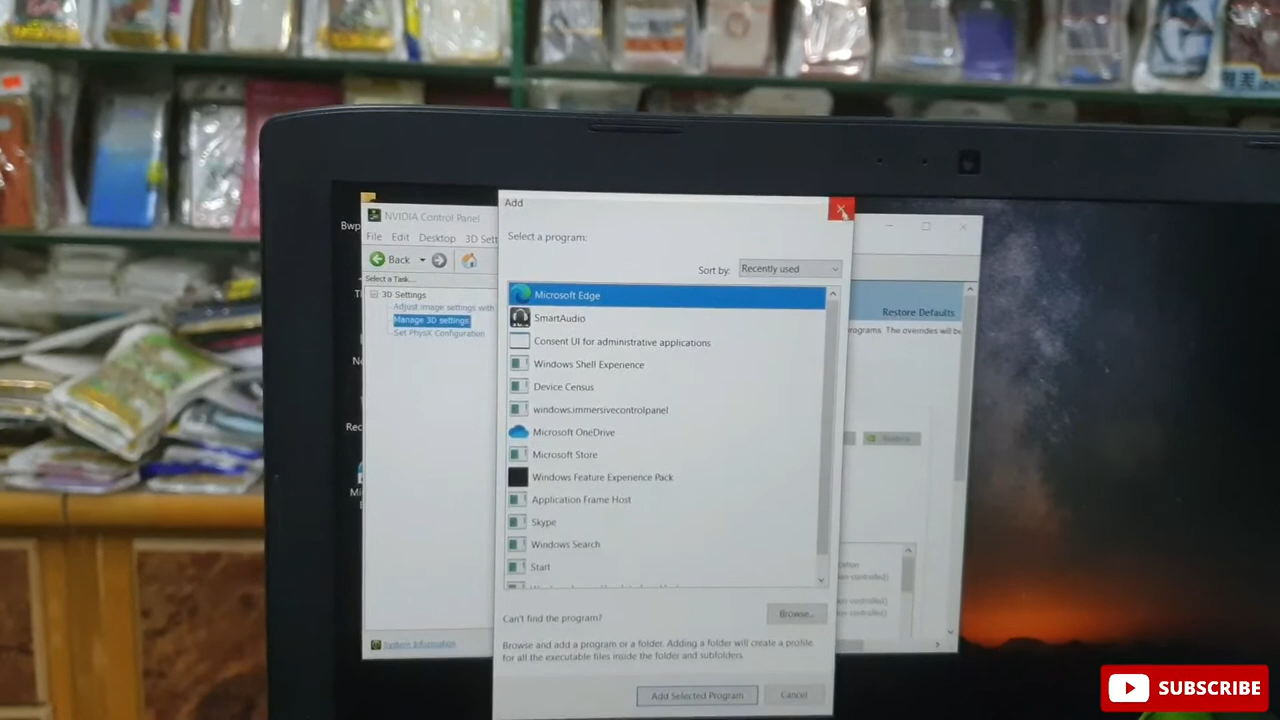 NVIDIA Control Panel
File Edit Desktop 3D Sett
Back
Select a Task...
3D Settings
Adjust image settings with
Manage 3D settings
Set PhysX Configuration
System Information
Add
Select a program:
Sort by: Recently used
Microsoft Edge
SmartAudio
Consent UI for administrative applications
Windows Shell Experience
Device Census
windows.immersivecontrolpanel
Microsoft OneDrive
Microsoft Store
Windows Feature Experience Pack
Application Frame Host
Skype
Windows Search
Start
Can't find the program?
Browse...
Browse and add a program or a folder. Adding a folder will create a profile
for all the executable files inside the folder and subfolders.
Add Selected Program Cancel
Restore Defaults
programs. The overrides will be
Restore
Bwp
SUBSCRIBE